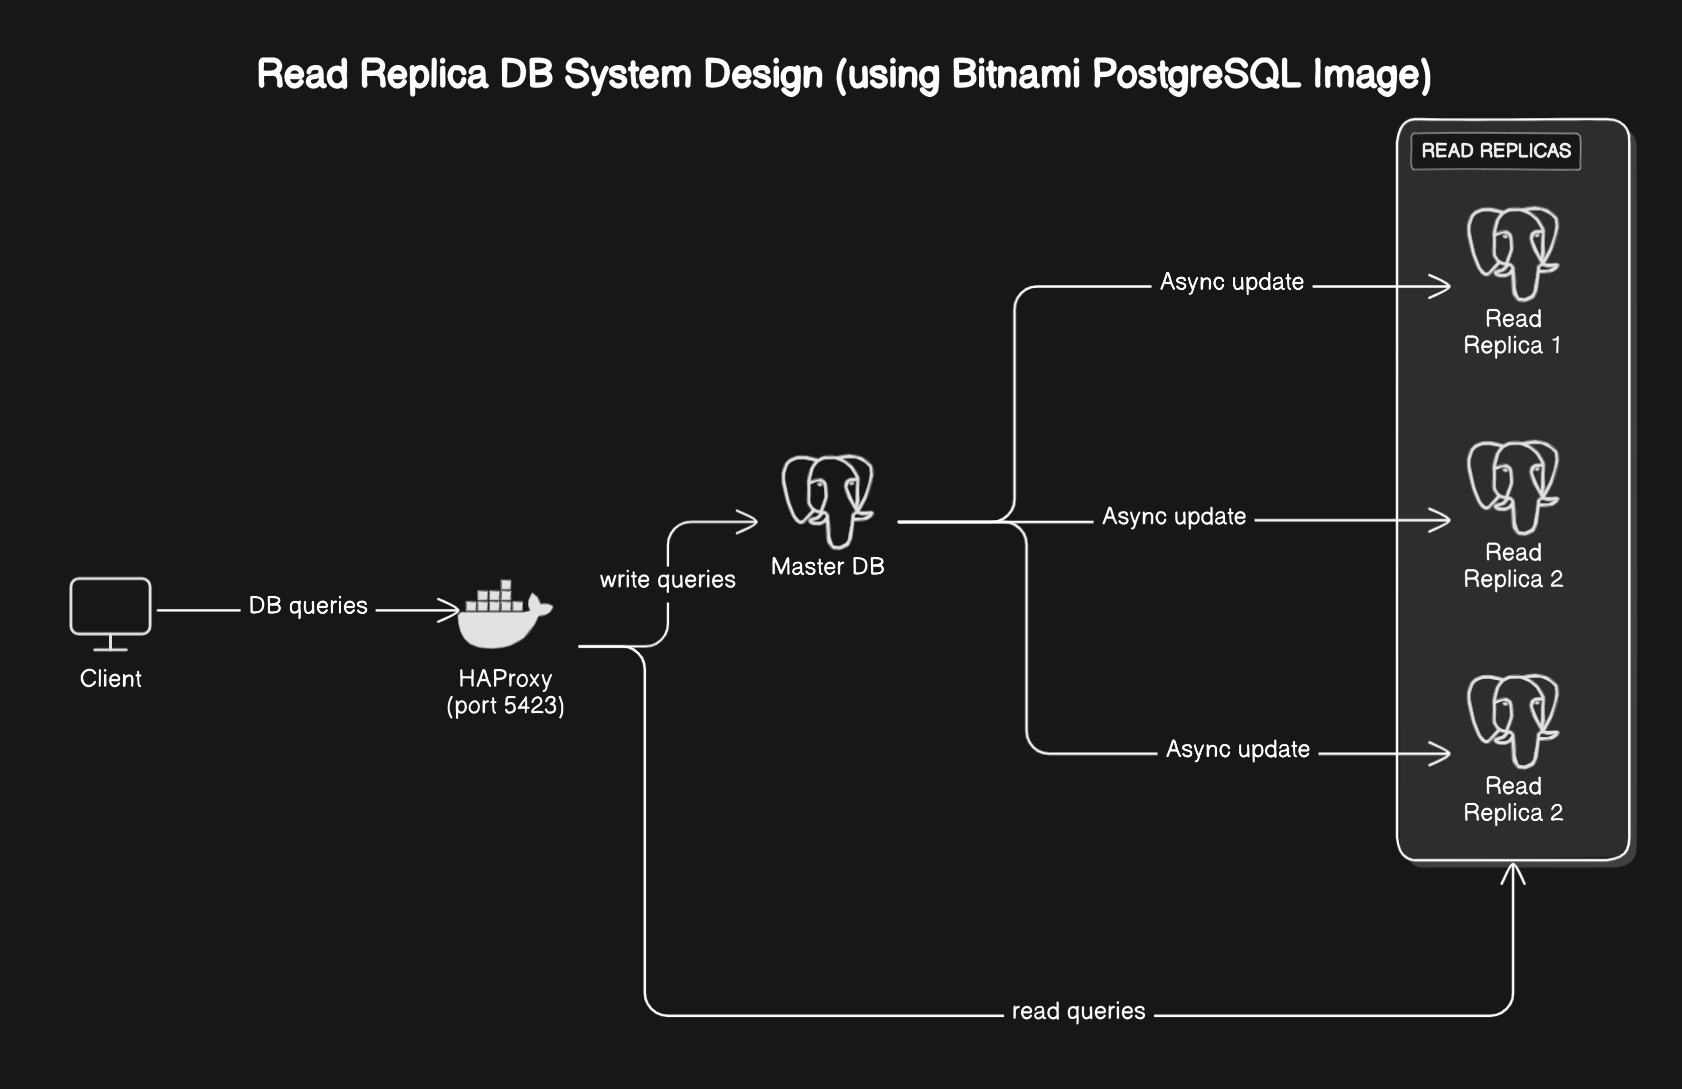 Read Replica DB System Design (using Bitnami PostgreSQL Image)
READ REPLICAS
Async update
Read
Replica 1
Async update
Read
Replica 2
Master DB
write queries
DB queries
Client
HAProxy
(port 5423)
Async update
Read
Replica 2
read queries